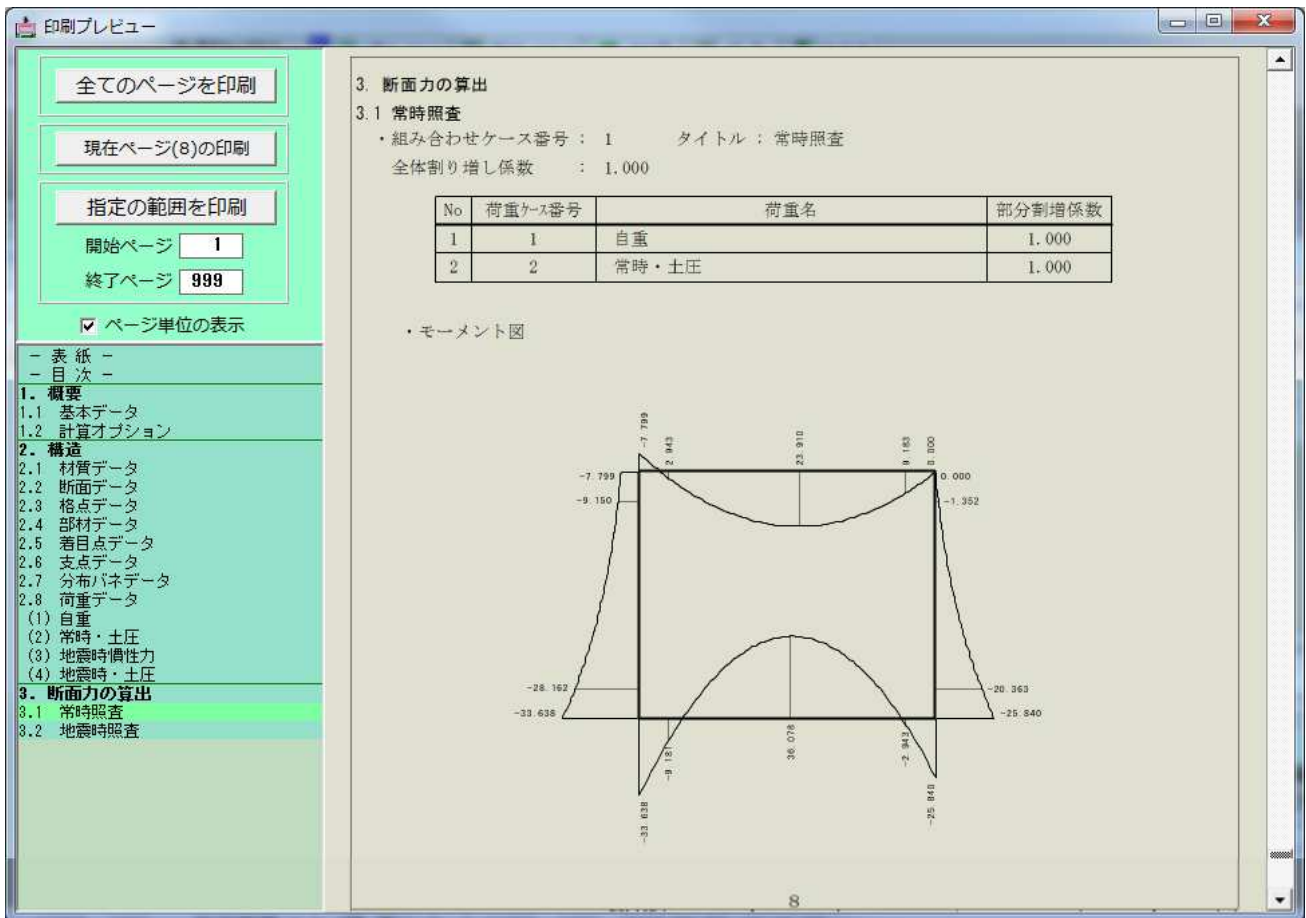 印刷プレビュー
全てのページを印刷
現在ページ(8)の印刷
指定の範囲を印刷
開始ページ 1
終了ページ 999
ページ単位の表示
- 表 紙 -
- 目 次 -
1. 概要
1.1 基本データ
1.2 計算オプション
2. 構造
2.1 材質データ
2.2 断面データ
2.3 格点データ
2.4 部材データ
2.5 着目点データ
2.6 支点データ
2.7 分布バネデータ
2.8 荷重データ
(1) 自重
(2) 常時・土圧
(3) 地震時慣性力
(4) 地震時・土圧
3. 断面力の算出
3.1 常時照査
3.2 地震時照査
3. 断面力の算出
3.1 常時照査
・組み合わせケース番号 : 1 タイトル : 常時照査
全体割り増し係数 : 1.000
No 荷重ケース番号 荷重名 部分割増係数
1 1 自重 1.000
2 2 常時・土圧 1.000
・モーメント図
-7.799
2.943
23.910
9.183
0.000
-7.799
0.000
-9.150
-1.352
-28.162
-20.363
-33.638
-25.840
-9.181
36.078
-2.943
-33.638
-25.840
8